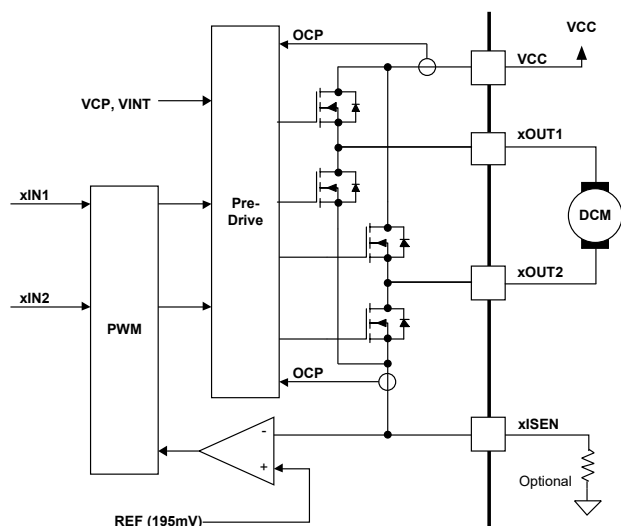 VCC
OCP
VCC
VCP, VINT
xOUT1
xIN1
Pre-
Drive
DCM
xOUT2
xIN2
PWM
OCP
xISEN
-
+
Optional
REF (195mV)